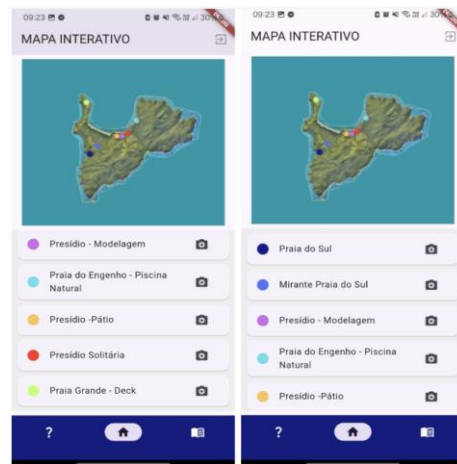 09:23
30%
MAPA INTERATIVO
Presídio - Modelagem
Praia do Engenho - Piscina
Natural
Presídio -Pátio
Presídio Solitária
Praia Grande - Deck
?
09:23
30%
MAPA INTERATIVO
Praia do Sul
Mirante Praia do Sul
Presídio - Modelagem
Praia do Engenho - Piscina
Natural
Presídio -Pátio
?